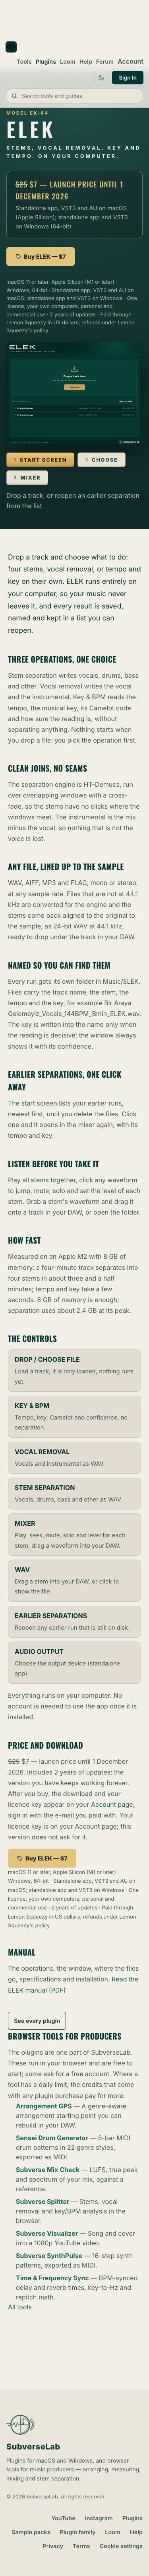 Tools Plugins Loom Help Forum Account
Sign In
Search tools and guides
MODEL EK-84
ELEK
STEMS, VOCAL REMOVAL, KEY AND
TEMPO. ON YOUR COMPUTER.
$25 $7 — LAUNCH PRICE UNTIL 1
DECEMBER 2026
Standalone app, VST3 and AU on macOS
(Apple Silicon); standalone app and VST3
on Windows (64-bit).
Buy ELEK — $7
macOS 11 or later, Apple Silicon (M1 or later) ·
Windows, 64-bit · Standalone app, VST3 and AU on
macOS; standalone app and VST3 on Windows · One
licence, your own computers, personal and
commercial use · 2 years of updates · Paid through
Lemon Squeezy in US dollars; refunds under Lemon
Squeezy's policy
ELEK
Drop a track here
SUBVERSELAB
START SCREEN
CHOOSE
MIXER
Drop a track, or reopen an earlier separation
from the list.
Drop a track and choose what to do:
four stems, vocal removal, or tempo and
key on their own. ELEK runs entirely on
your computer, so your music never
leaves it, and every result is saved,
named and kept in a list you can
reopen.
THREE OPERATIONS, ONE CHOICE
Stem separation writes vocals, drums, bass
and other. Vocal removal writes the vocal
and the instrumental. Key & BPM reads the
tempo, the musical key, its Camelot code
and how sure the reading is, without
separating anything. Nothing starts when
you drop a file: you pick the operation first.
CLEAN JOINS, NO SEAMS
The separation engine is HT-Demucs, run
over overlapping windows with a cross-
fade, so the stems have no clicks where the
windows meet. The instrumental is the mix
minus the vocal, so nothing that is not the
voice is lost.
ANY FILE, LINED UP TO THE SAMPLE
WAV, AIFF, MP3 and FLAC, mono or stereo,
at any sample rate. Files that are not at 44.1
kHz are converted for the engine and the
stems come back aligned to the original to
the sample, as 24-bit WAV at 44.1 kHz,
ready to drop under the track in your DAW.
NAMED SO YOU CAN FIND THEM
Every run gets its own folder in Music/ELEK.
Files carry the track name, the stem, the
tempo and the key, for example Bir Araya
Gelemeyiz_Vocals_144BPM_Bmin_ELEK.wav.
The key is written into the name only when
the reading is decisive; the window always
shows it with its confidence.
EARLIER SEPARATIONS, ONE CLICK
AWAY
The start screen lists your earlier runs,
newest first, until you delete the files. Click
one and it opens in the mixer again, with its
tempo and key.
LISTEN BEFORE YOU TAKE IT
Play all stems together, click any waveform
to jump, mute, solo and set the level of each
stem. Grab a stem's waveform and drag it
onto a track in your DAW, or open the folder.
HOW FAST
Measured on an Apple M2 with 8 GB of
memory: a four-minute track separates into
four stems in about three and a half
minutes; tempo and key take a few
seconds. 8 GB of memory is enough;
separation uses about 2.4 GB at its peak.
THE CONTROLS
DROP / CHOOSE FILE
Load a track; it is only loaded, nothing runs
yet.
KEY & BPM
Tempo, key, Camelot and confidence, no
separation.
VOCAL REMOVAL
Vocals and instrumental as WAV.
STEM SEPARATION
Vocals, drums, bass and other as WAV.
MIXER
Play, seek, mute, solo and level for each
stem; drag a waveform into your DAW.
WAV
Drag a stem into your DAW, or click to
show the file.
EARLIER SEPARATIONS
Reopen any earlier run that is still on disk.
AUDIO OUTPUT
Choose the output device (standalone
app).
Everything runs on your computer. No
account is needed to use the app once it is
installed.
PRICE AND DOWNLOAD
$25 $7 — launch price until 1 December
2026. Includes 2 years of updates; the
version you have keeps working forever.
After you buy, the download and your
licence key appear on your Account page;
sign in with the e-mail you paid with. Your
licence key is on your Account page; this
version does not ask for it.
Buy ELEK — $7
macOS 11 or later, Apple Silicon (M1 or later) ·
Windows, 64-bit · Standalone app, VST3 and AU on
macOS; standalone app and VST3 on Windows · One
licence, your own computers, personal and
commercial use · 2 years of updates · Paid through
Lemon Squeezy in US dollars; refunds under Lemon
Squeezy's policy
MANUAL
The operations, the window, where the files
go, specifications and installation. Read the
ELEK manual (PDF)
See every plugin
BROWSER TOOLS FOR PRODUCERS
The plugins are one part of SubverseLab.
These run in your browser and are free to
start; some ask for a free account. Where a
tool has a daily limit, the credits that come
with any plugin purchase pay for more.
Arrangement GPS — A genre-aware
arrangement starting point you can
rebuild in your DAW.
Sensei Drum Generator — 8-bar MIDI
drum patterns in 22 genre styles,
exported as MIDI.
Subverse Mix Check — LUFS, true peak
and spectrum of your mix, against a
reference.
Subverse Splitter — Stems, vocal
removal and key/BPM analysis in the
browser.
Subverse Visualizer — Song and cover
into a 1080p YouTube video.
Subverse SynthPulse — 16-step synth
patterns, exported as MIDI.
Time & Frequency Sync — BPM-synced
delay and reverb times, key-to-Hz and
repitch math.
All tools
SubverseLab
Plugins for macOS and Windows, and browser
tools for music producers — arranging, measuring,
mixing and stem separation.
© 2026 SubverseLab. All rights reserved.
YouTube Instagram Plugins
Sample packs Plugin family Loom Help
Privacy Terms Cookie settings